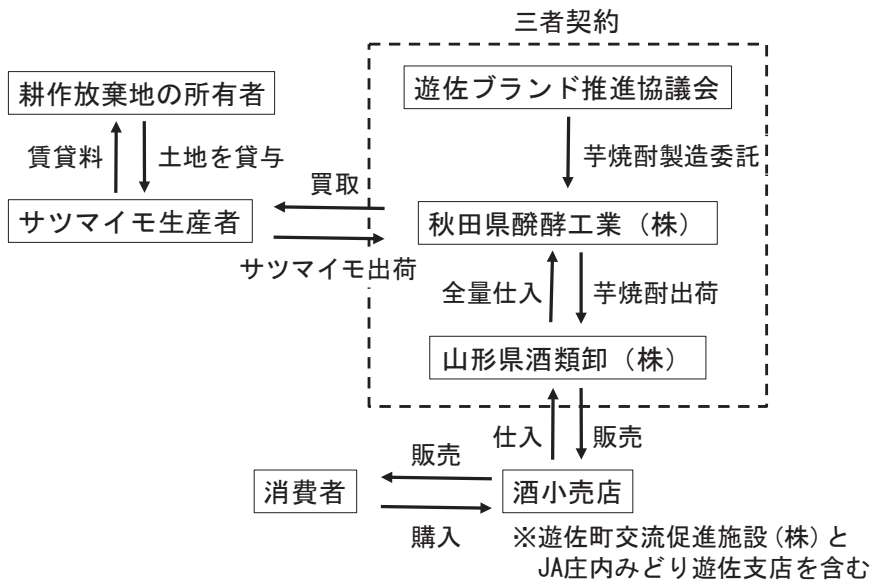 三者契約
耕作放棄地の所有者
遊佐ブランド推進協議会
賃貸料
土地を貸与
芋焼酎製造委託
買取
サツマイモ生産者
秋田県醗酵工業（株）
サツマイモ出荷
全量仕入
芋焼酎出荷
山形県酒類卸（株）
仕入
販売
販売
消費者
酒小売店
購入
※遊佐町交流促進施設（株）と
JA庄内みどり遊佐支店を含む